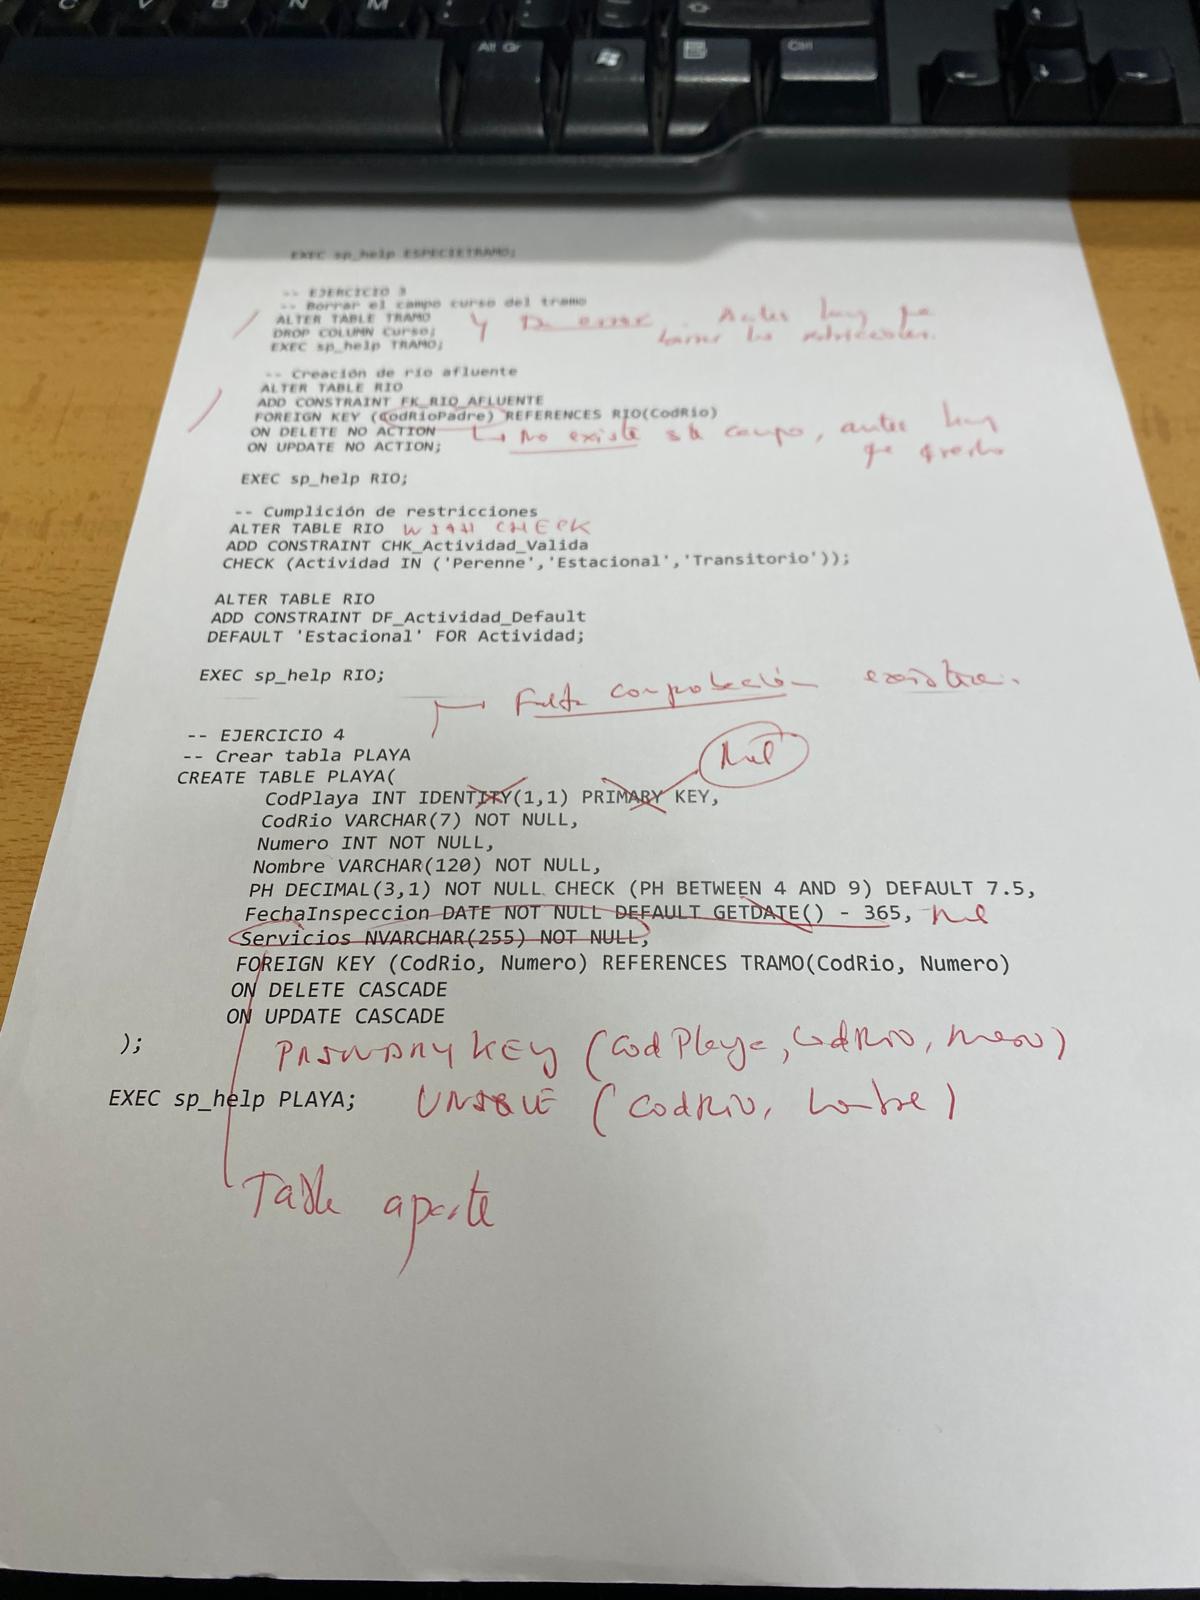 C V B N M
Alt Gr
Ctrl
EXEC sp_help ESPECIETRAMO;
-- EJERCICIO 3
-- Borrar el campo curso del tramo
ALTER TABLE TRAMO
DROP COLUMN Curso;
EXEC sp_help TRAMO;
Da error. Antes hay que
borrar las restricciones.
-- Creación de río afluente
ALTER TABLE RIO
ADD CONSTRAINT FK_RIO_AFLUENTE
FOREIGN KEY (CodRioPadre) REFERENCES RIO(CodRio)
ON DELETE NO ACTION
ON UPDATE NO ACTION;
No existe este campo, antes hay
que
EXEC sp_help RIO;
-- Cumplición de restricciones
ALTER TABLE RIO WITH CHECK
ADD CONSTRAINT CHK_Actividad_Valida
CHECK (Actividad IN ('Perenne','Estacional','Transitorio'));
ALTER TABLE RIO
ADD CONSTRAINT DF_Actividad_Default
DEFAULT 'Estacional' FOR Actividad;
EXEC sp_help RIO;
Falta comprobación
-- EJERCICIO 4
-- Crear tabla PLAYA
CREATE TABLE PLAYA(
CodPlaya INT IDENTITY(1,1) PRIMARY KEY,
CodRio VARCHAR(7) NOT NULL,
Numero INT NOT NULL,
Nombre VARCHAR(120) NOT NULL,
PH DECIMAL(3,1) NOT NULL CHECK (PH BETWEEN 4 AND 9) DEFAULT 7.5,
FechaInspeccion DATE NOT NULL DEFAULT GETDATE() - 365,
Servicios NVARCHAR(255) NOT NULL,
FOREIGN KEY (CodRio, Numero) REFERENCES TRAMO(CodRio, Numero)
ON DELETE CASCADE
ON UPDATE CASCADE
);
PRIMARY KEY (CodPlaya, CodRio,
EXEC sp_help PLAYA; UNIQUE (CodRio, Nombre)
Tabla aparte